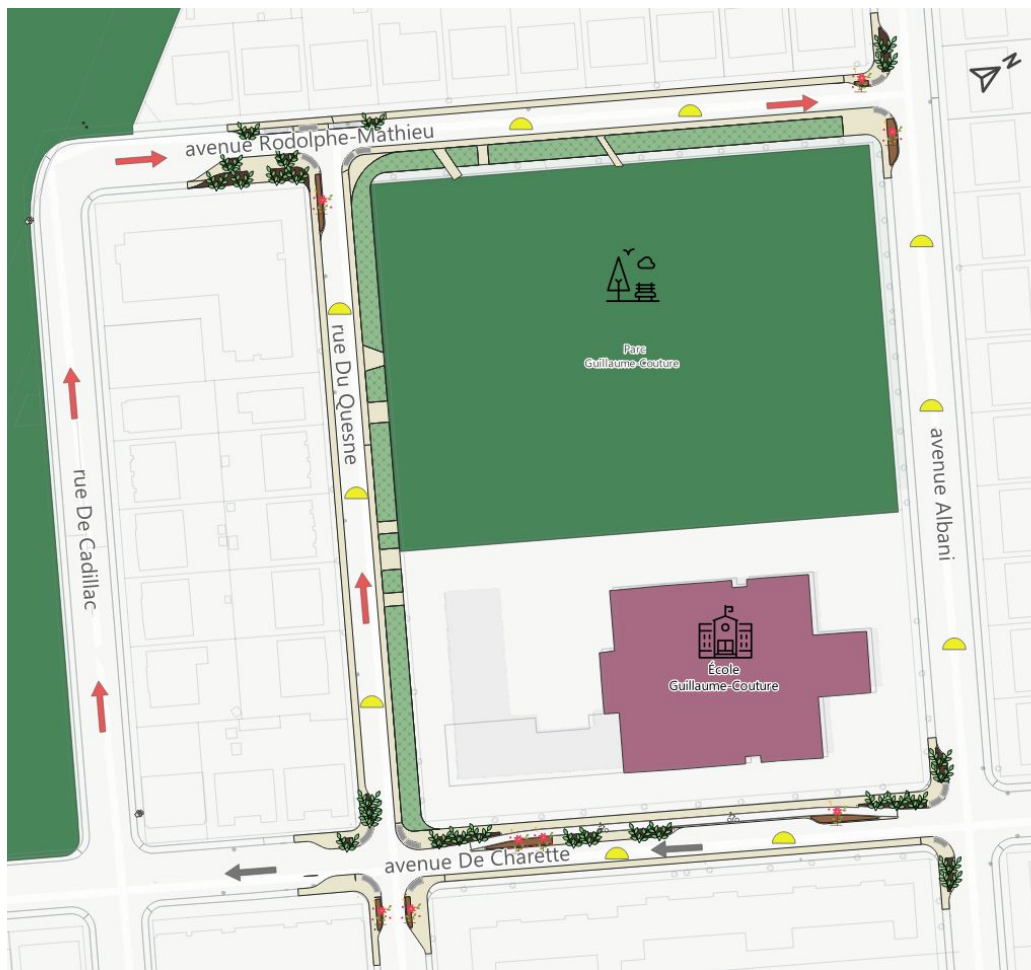 N
avenue Rodolphe-Mathieu
rue Du Quesne
rue De Cadillac
Parc
Guillaume-Couture
avenue Albani
École
Guillaume-Couture
avenue De Charette